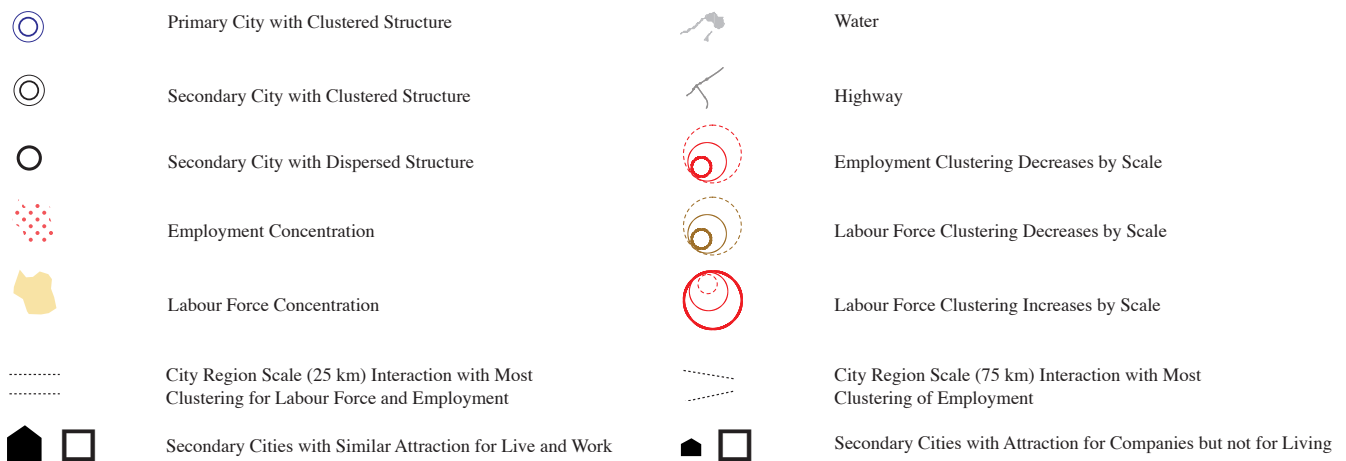 Primary City with Clustered Structure
Secondary City with Clustered Structure
Secondary City with Dispersed Structure
Employment Concentration
Labour Force Concentration
City Region Scale (25 km) Interaction with Most
Clustering for Labour Force and Employment
Secondary Cities with Similar Attraction for Live and Work
Water
Highway
Employment Clustering Decreases by Scale
Labour Force Clustering Decreases by Scale
Labour Force Clustering Increases by Scale
City Region Scale (75 km) Interaction with Most
Clustering of Employment
Secondary Cities with Attraction for Companies but not for Living